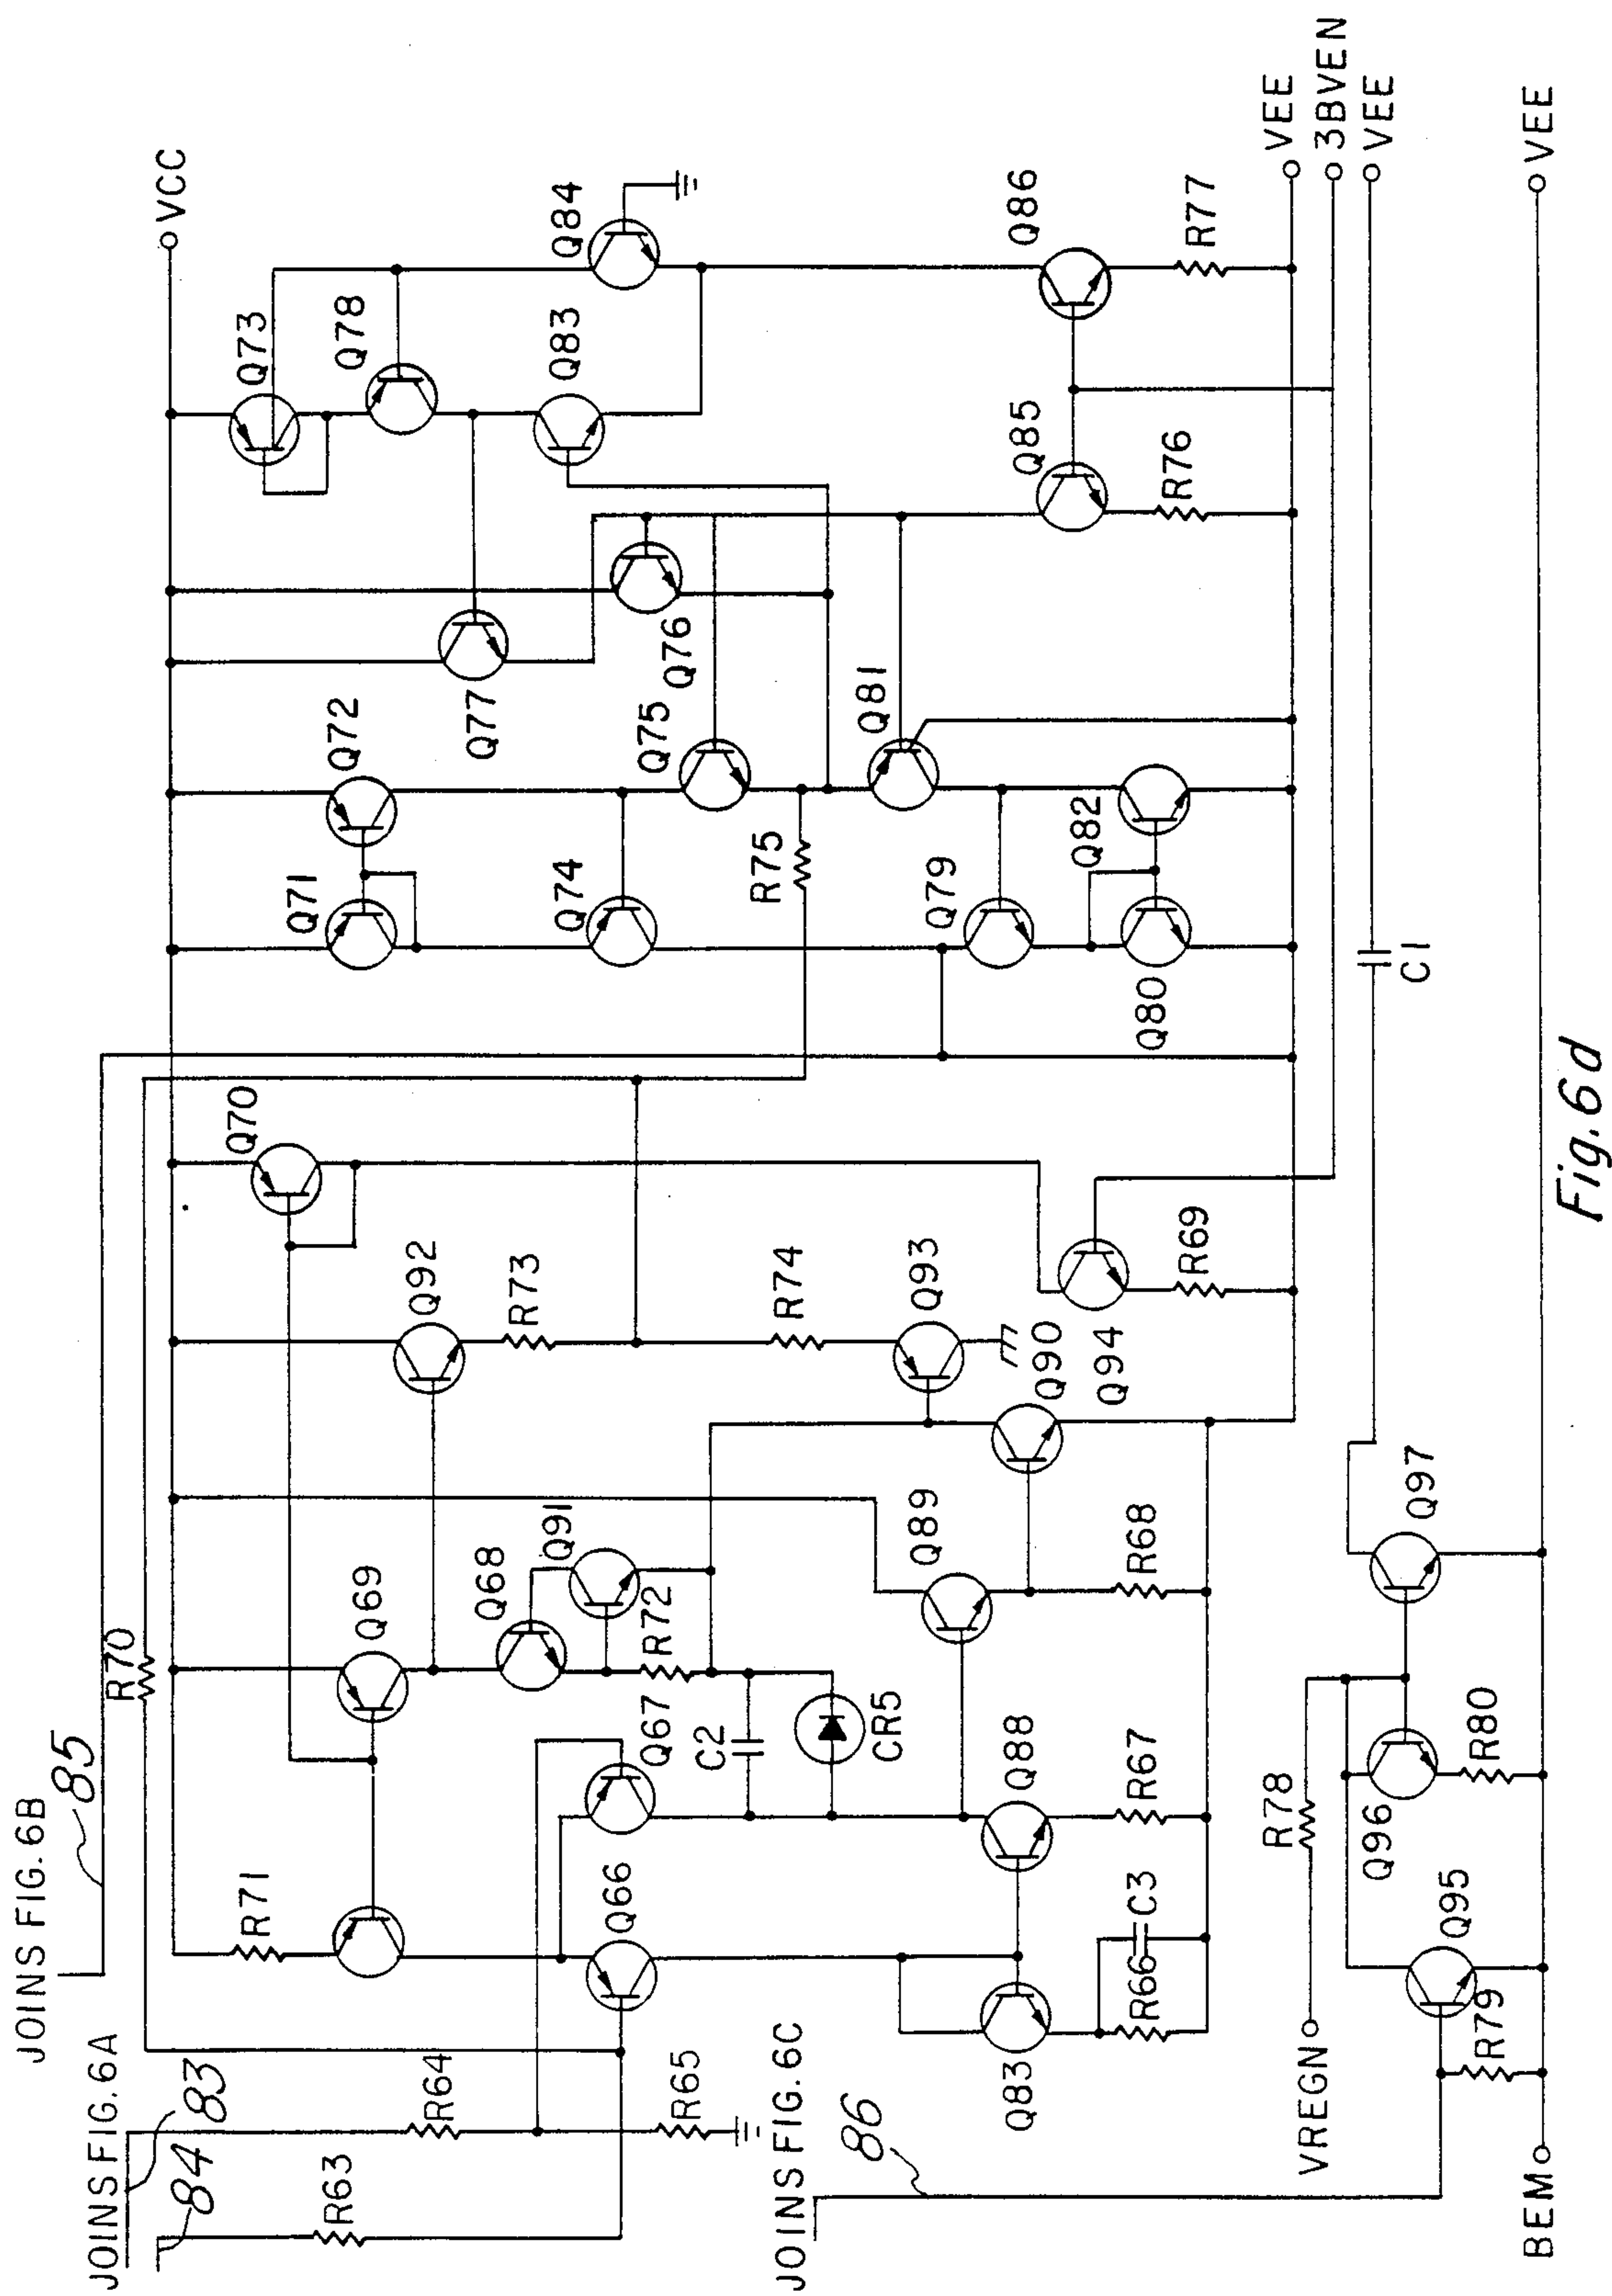 JOINS FIG. 6A
83
84
R63
R64
R65
JOINS FIG. 6B
85
R70
JOINS FIG. 6C
86
VCC
R71
Q69
Q70
Q92
R73
R74
Q93
Q68
Q91
R72
Q67
Q66
C2
CR5
Q89
Q90
Q94
R69
Q88
R68
R67
Q83
R66
C3
Q71
Q72
Q74
Q75
R75
Q77
Q76
Q73
Q78
Q83
Q84
Q79
Q81
Q80
Q82
Q85
Q86
R76
R77
VEE
3BVEN
VEE
C1
VREGN
R78
Q97
Q96
R80
Q95
R79
BEM
VEE
Fig. 6d